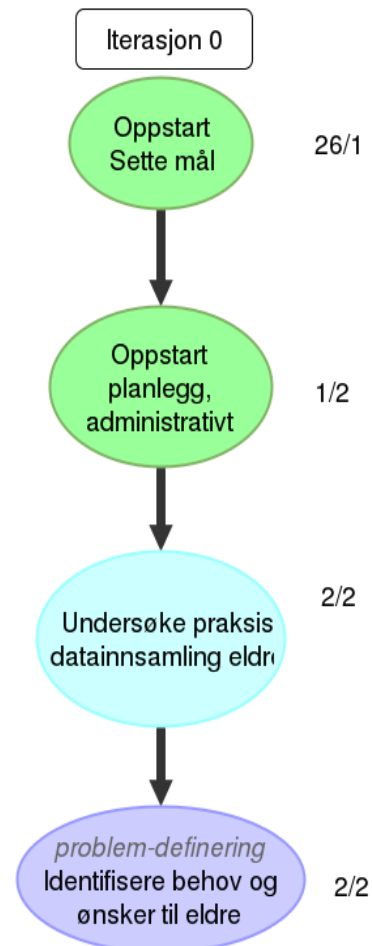 Iterasjon 0
Oppstart
Sette mål
26/1
Oppstart
planlegg,
administrativt
1/2
Undersøke praksis
datainnsamling
2/2
problem-definering
Identifisere behov og
ønsker til eldre
2/2